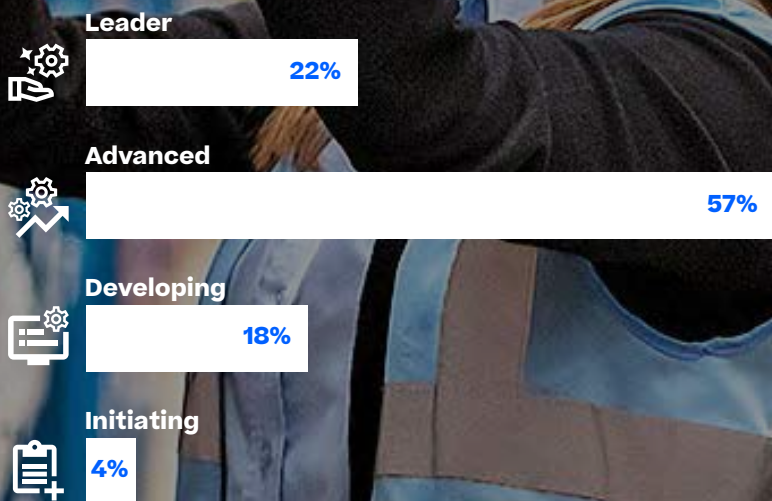 Leader
22%
Advanced
57%
Developing
18%
Initiating
4%